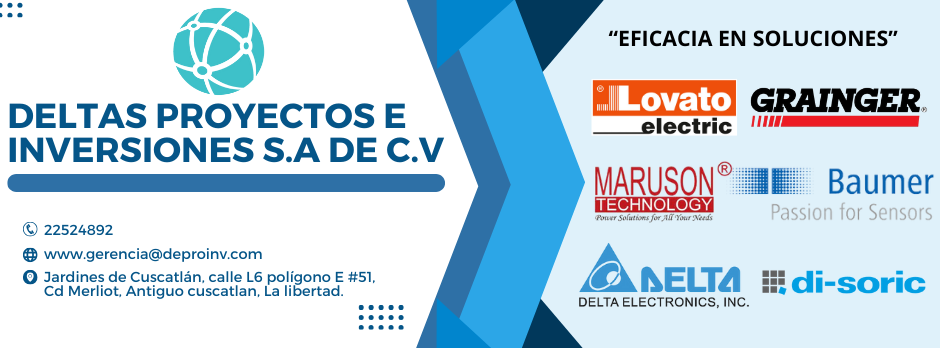 DELTAS PROYECTOS E
INVERSIONES S.A DE C.V
22524892
www.gerencia@deproinv.com
Jardines de Cuscatlán, calle L6 polígono E #51,
Cd Merliot, Antiguo cuscatlan, La libertad.
“EFICACIA EN SOLUCIONES”
Lovato
electric
GRAINGER®
MARUSON®
TECHNOLOGY
Power Solutions for All Your Needs
Baumer
Passion for Sensors
DELTA
DELTA ELECTRONICS, INC.
di-soric